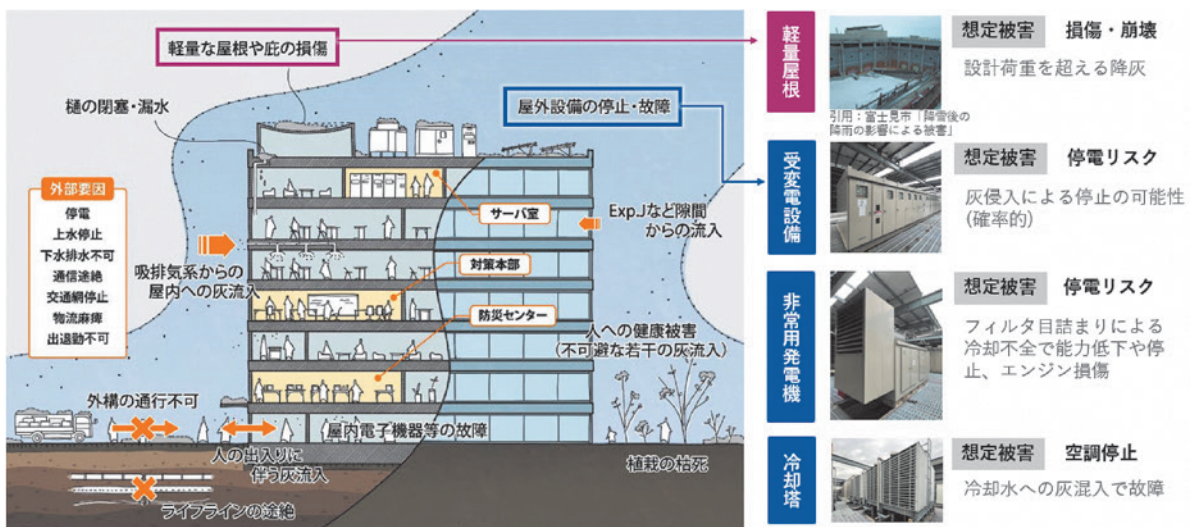 軽量な屋根や庇の損傷
樋の閉塞・漏水
屋外設備の停止・故障
外部要因
停電
上水停止
下水排水不可
通信途絶
交通網停止
物流麻痺
出退勤不可
サーバ室
Exp.Jなど隙間
からの流入
吸排気系からの
屋内への灰流入
対策本部
防災センター
人への健康被害
(不可避な若干の灰流入)
外構の通行不可
屋内電子機器等の故障
人の出入りに
伴う灰流入
植栽の枯死
ライフラインの途絶
軽量屋根
想定被害 損傷・崩壊
設計荷重を超える降灰
引用：富士見市「降雪後の
降雨の影響による被害」
受変電設備
想定被害 停電リスク
灰侵入による停止の可能性
(確率的)
非常用発電機
想定被害 停電リスク
フィルタ目詰まりによる
冷却不全で能力低下や停
止、エンジン損傷
冷却塔
想定被害 空調停止
冷却水への灰混入で故障